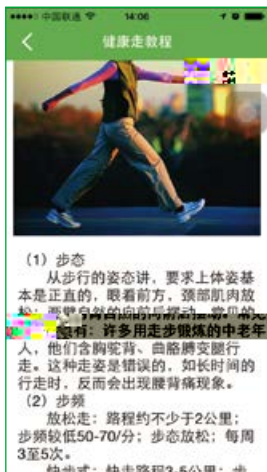 中国联通 14:06
健康走教程
（1）步态
从步行的姿态讲，要求上体姿基
本是正直的，眼看前方，颈部肌肉放
有：许多用走步锻炼的中老年
人，他们含胸驼背、曲胳膊变腿行
走。这种走姿是错误的，如长时间的
行走时，反而会出现腰背痛现象。
（2）步频
放松走：路程约不少于2公里；
步频较低50-70/分；步态放松；每周
3至5次。